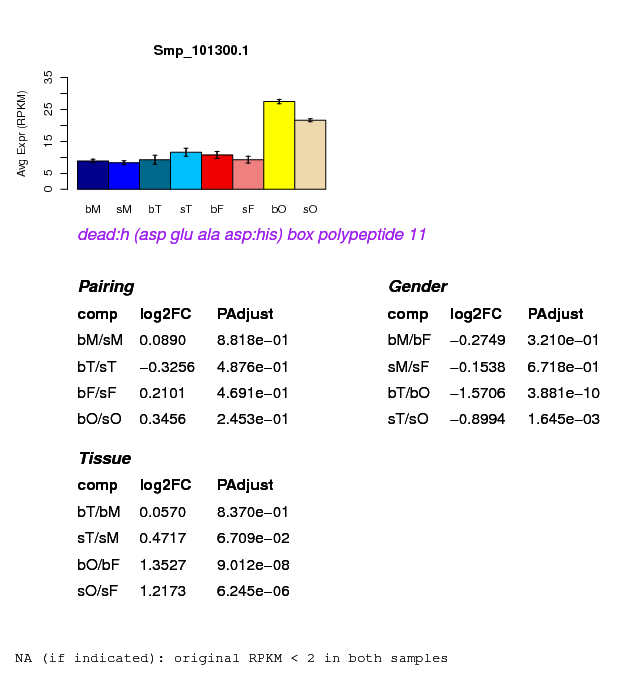 Smp_101300.1
Avg Expr (RPKM)
35
25
15
5
0
bM sM bT sT bF sF bO sO
dead:h (asp glu ala asp:his) box polypeptide 11
Pairing
comp log2FC PAdjust
bM/sM 0.0890 8.818e−01
bT/sT −0.3256 4.876e−01
bF/sF 0.2101 4.691e−01
bO/sO 0.3456 2.453e−01
Gender
comp log2FC PAdjust
bM/bF −0.2749 3.210e−01
sM/sF −0.1538 6.718e−01
bT/bO −1.5706 3.881e−10
sT/sO −0.8994 1.645e−03
Tissue
comp log2FC PAdjust
bT/bM 0.0570 8.370e−01
sT/sM 0.4717 6.709e−02
bO/bF 1.3527 9.012e−08
sO/sF 1.2173 6.245e−06
NA (if indicated): original RPKM < 2 in both samples